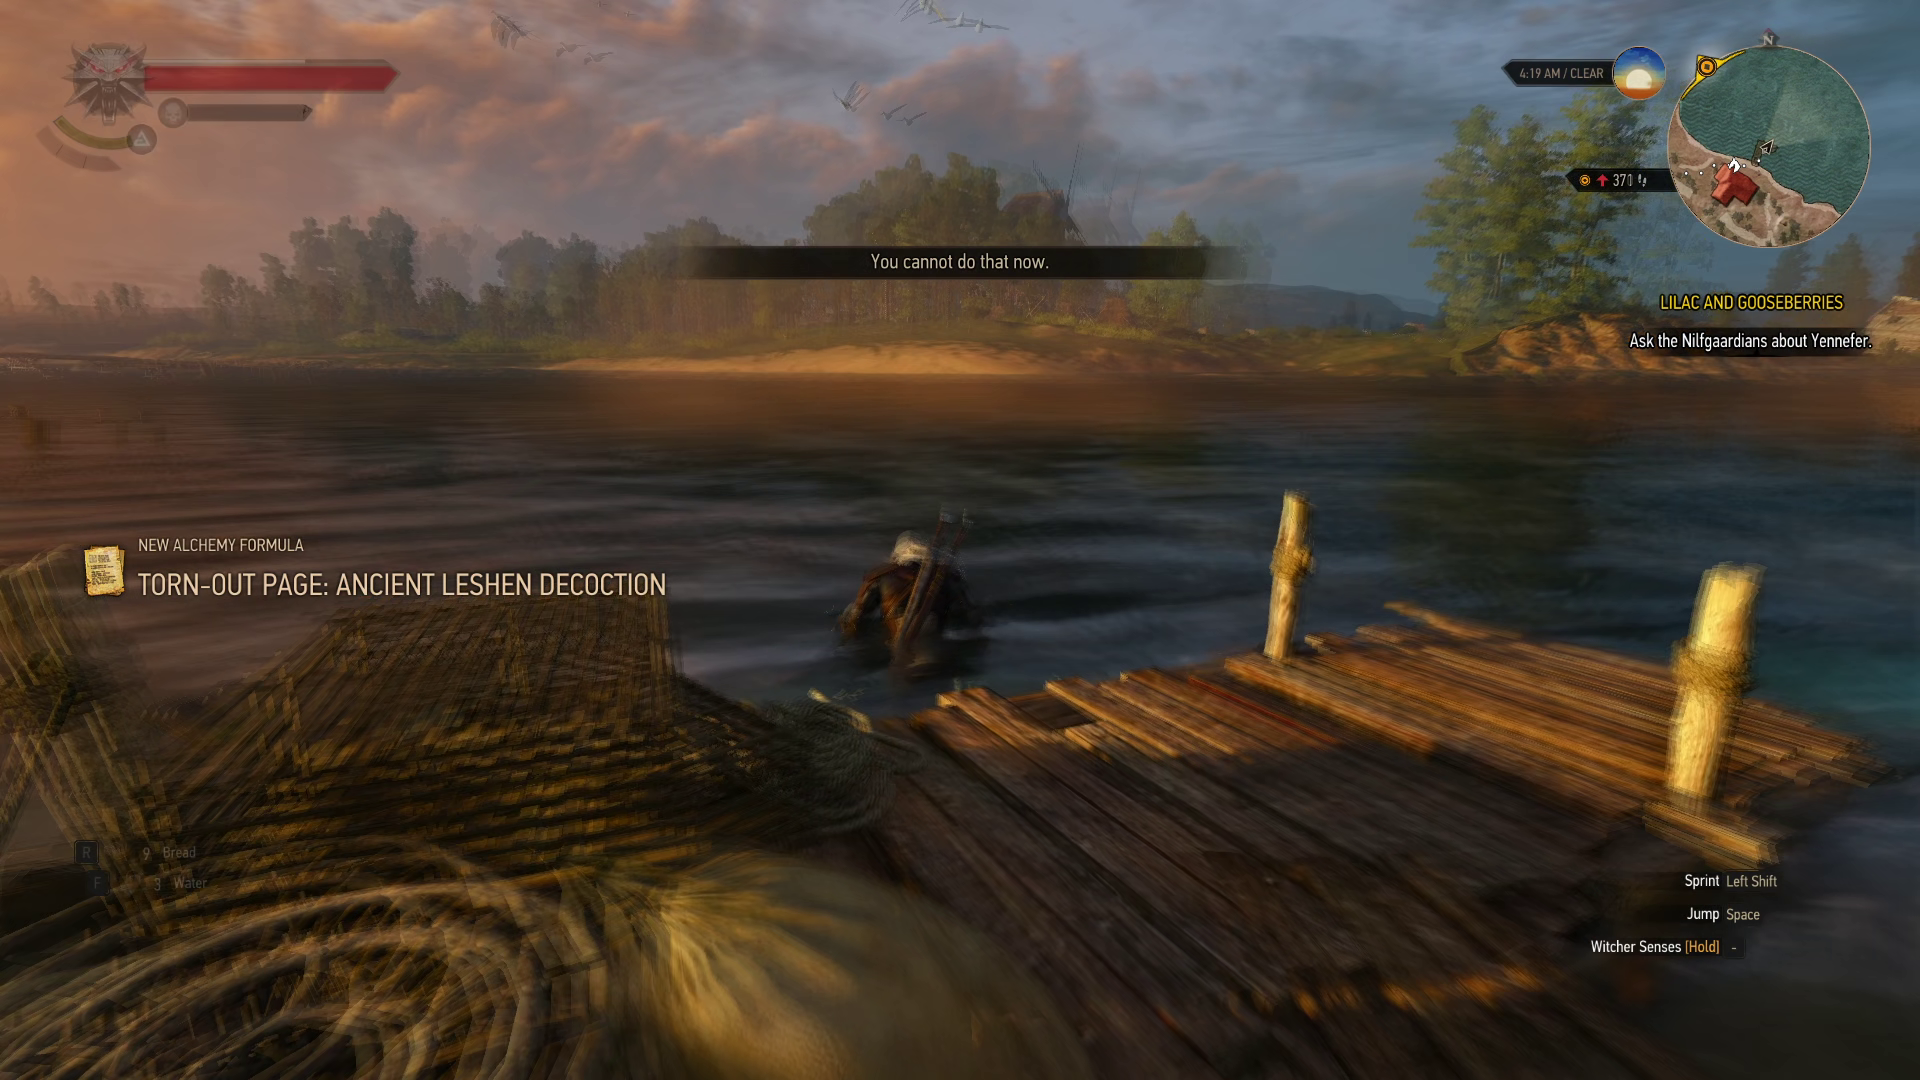 N
4:19 AM / CLEAR
370
You cannot do that now.
LILAC AND GOOSEBERRIES
Ask the Nilfgaardians about Yennefer.
NEW ALCHEMY FORMULA
TORN-OUT PAGE: ANCIENT LESHEN DECOCTION
R 9 Bread
F 3 Water
Sprint Left Shift
Jump Space
Witcher Senses [Hold] -